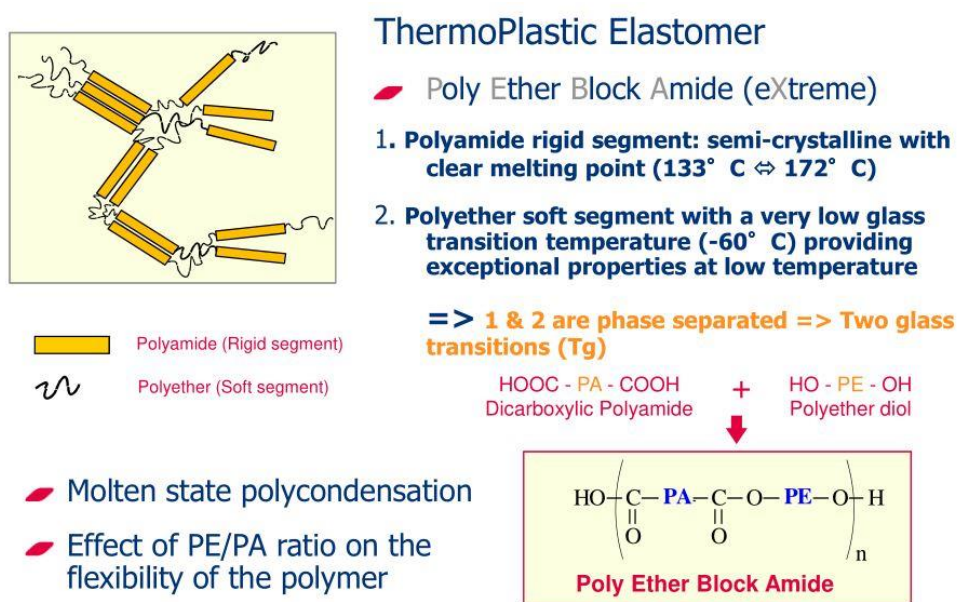 ThermoPlastic Elastomer
Poly Ether Block Amide (eXtreme)
1. Polyamide rigid segment: semi-crystalline with
clear melting point (133° C ⇔ 172° C)
2. Polyether soft segment with a very low glass
transition temperature (-60° C) providing
exceptional properties at low temperature
=> 1 & 2 are phase separated => Two glass
transitions (Tg)
Polyamide (Rigid segment)
Polyether (Soft segment)
HOOC - PA - COOH + HO - PE - OH
Dicarboxylic Polyamide Polyether diol
HO C PA C O PE O H
O O
n
Poly Ether Block Amide
Molten state polycondensation
Effect of PE/PA ratio on the
flexibility of the polymer